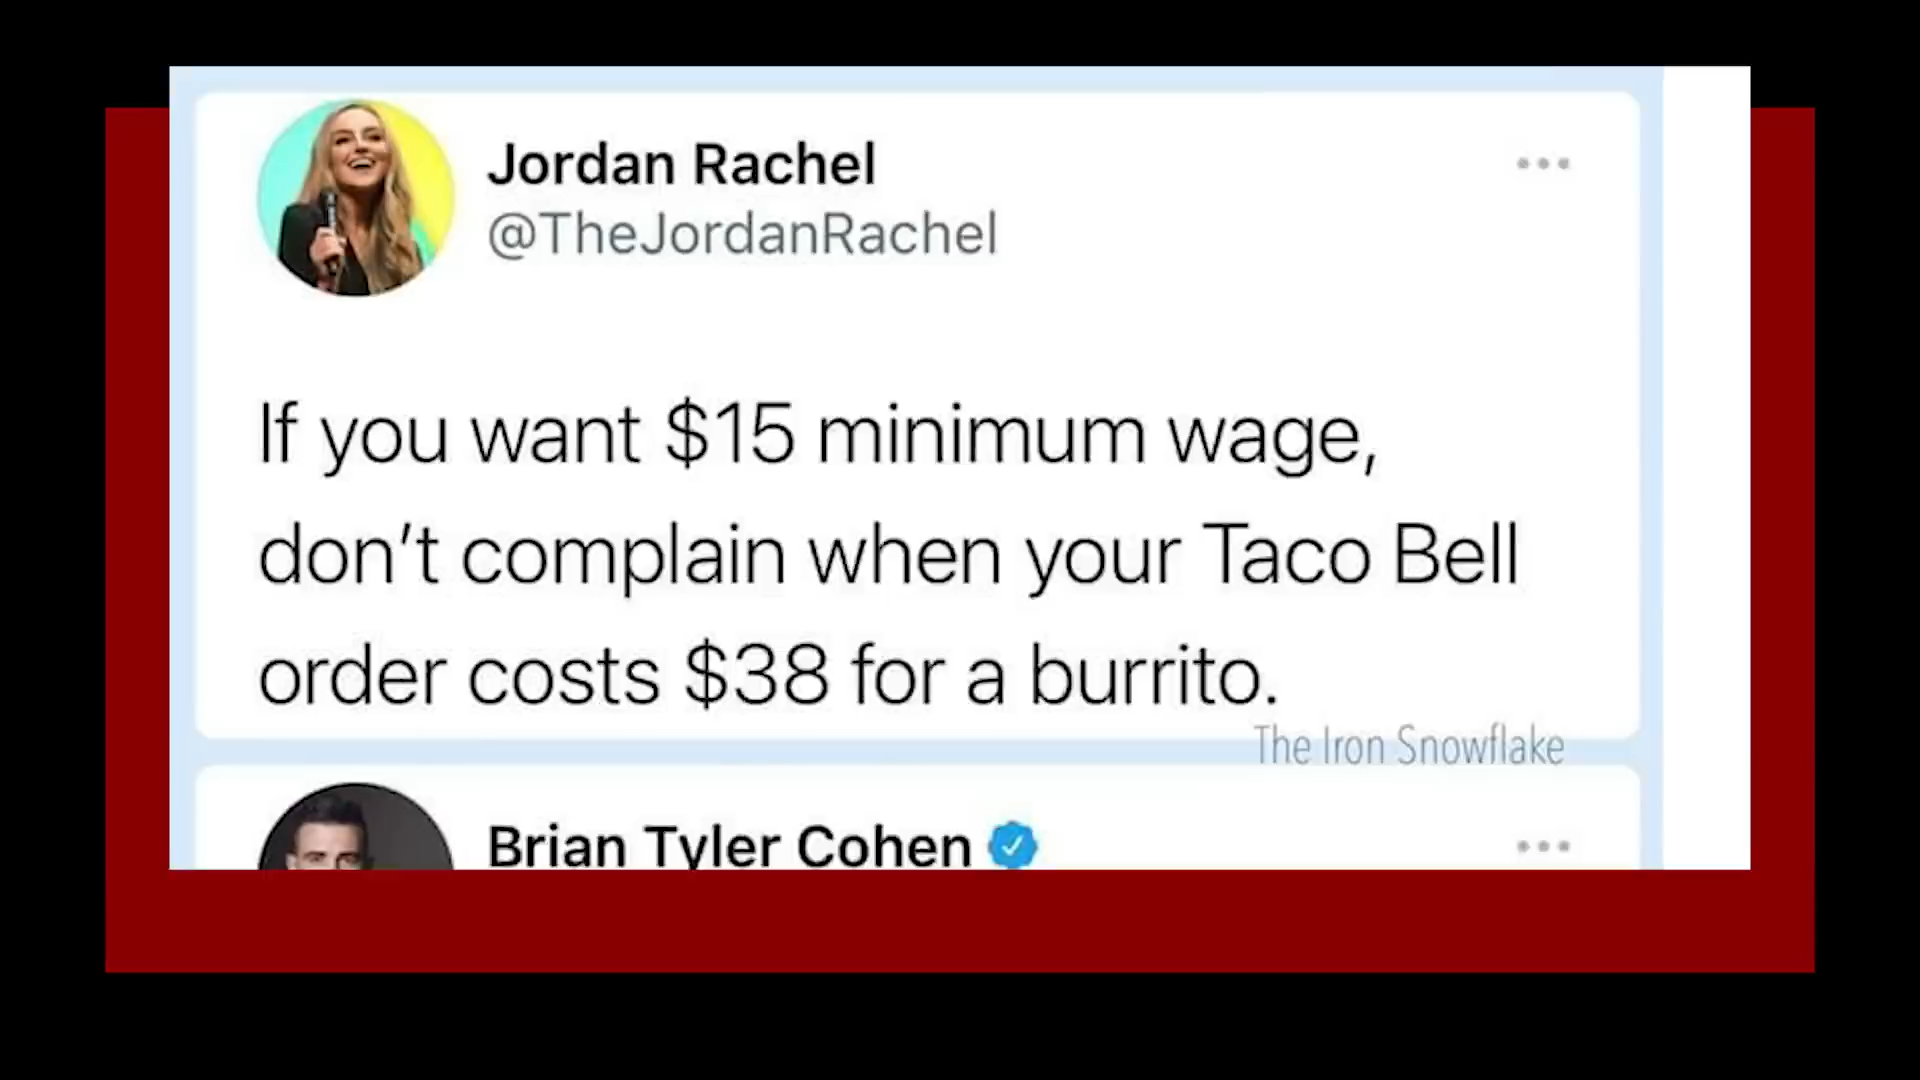 Jordan Rachel
@TheJordanRachel
If you want $15 minimum wage,
don't complain when your Taco Bell
order costs $38 for a burrito.
The Iron Snowflake
Brian Tyler Cohen